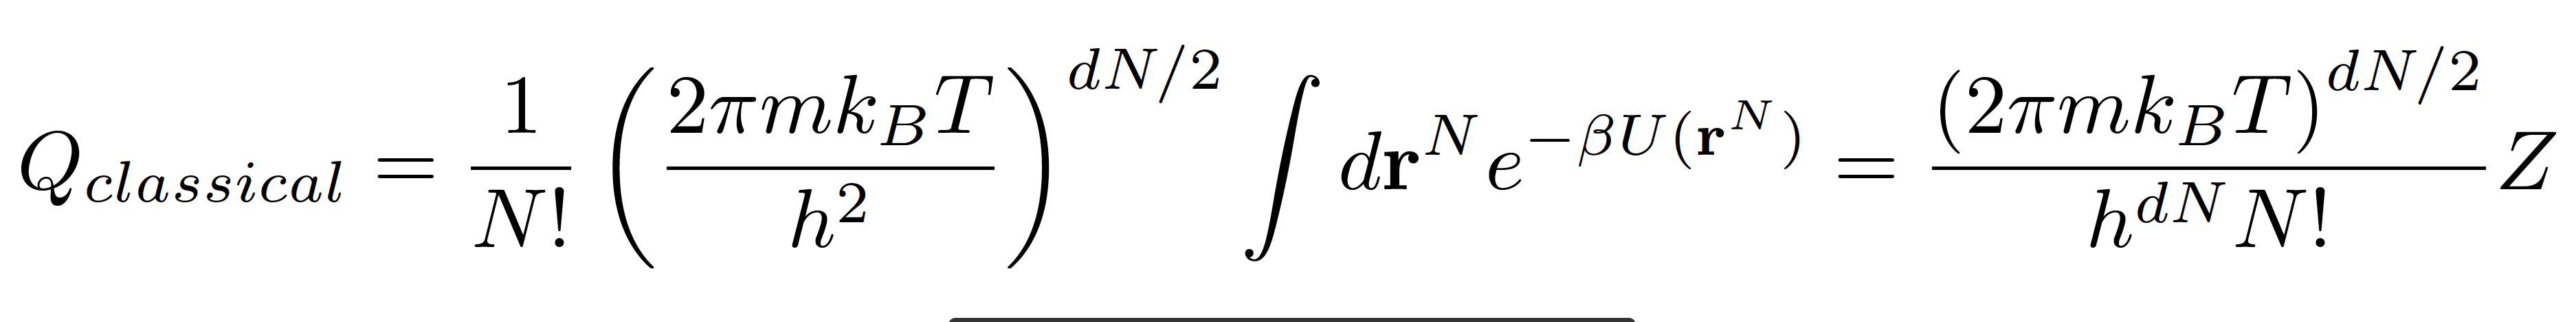 Q_{classical} = \frac{1}{N!} \left( \frac{2\pi m k_B T}{h^2} \right)^{dN/2} \int d\mathbf{r}^N e^{-\beta U(\mathbf{r}^N)} = \frac{(2\pi m k_B T)^{dN/2}}{h^{dN} N!} Z